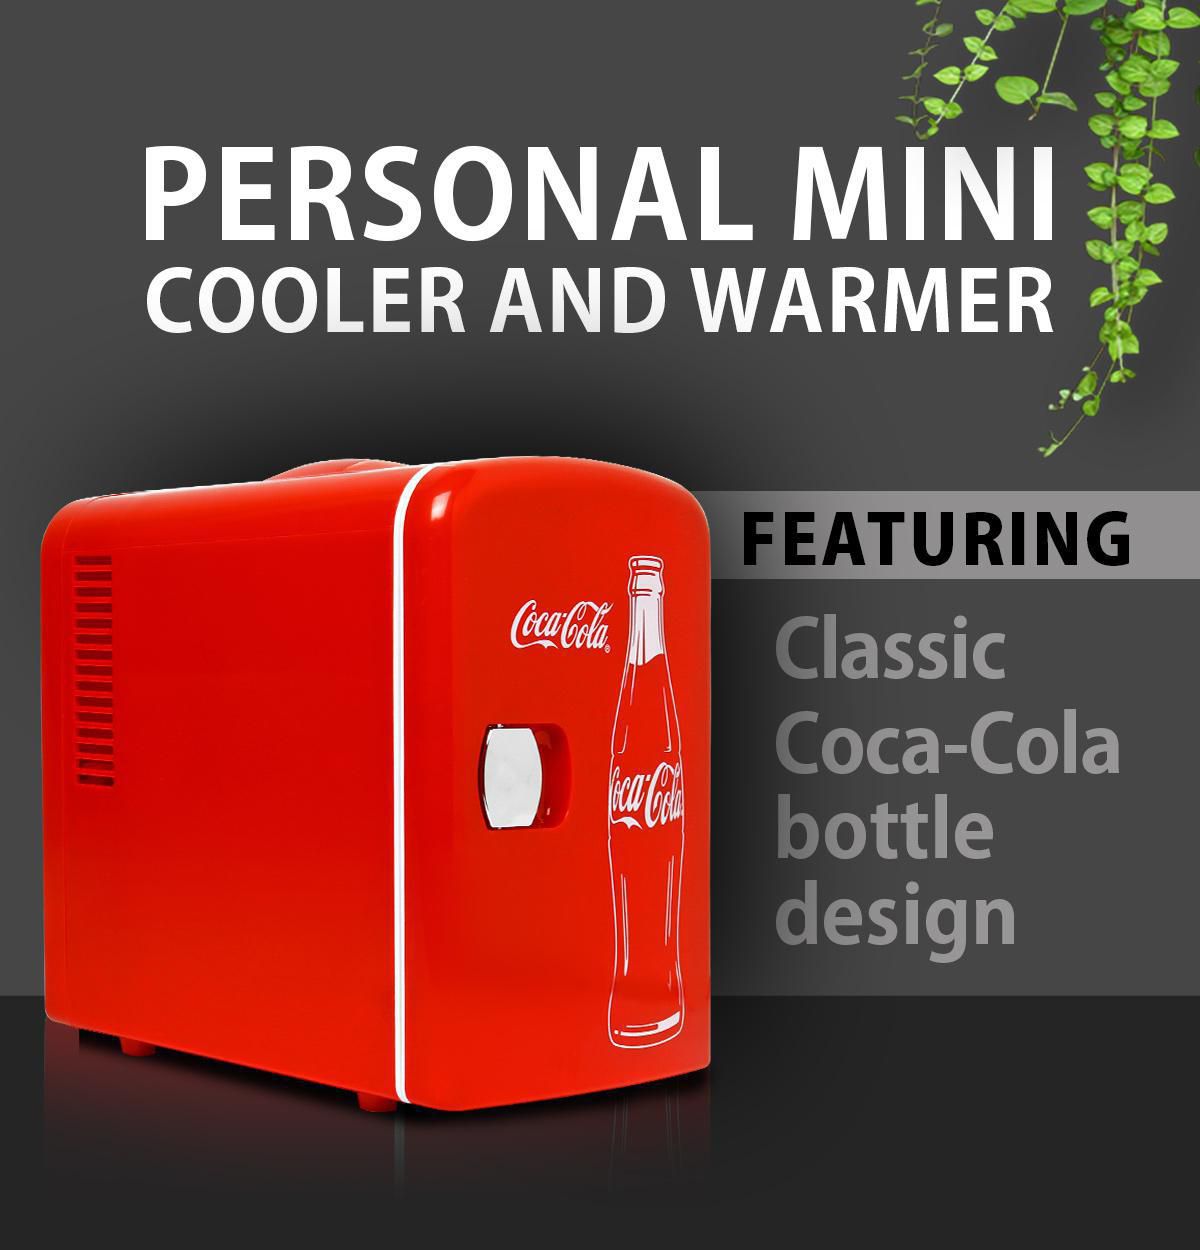 PERSONAL MINI
COOLER AND WARMER
FEATURING
Classic
Coca-Cola
bottle
design
Coca-Cola®
Coca-Cola